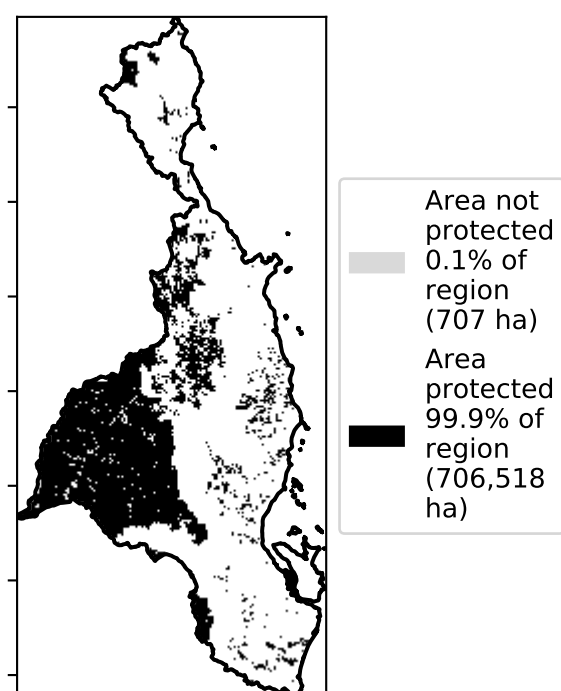 Area not
protected
0.1% of
region
(707 ha)
Area
protected
99.9% of
region
(706,518
ha)